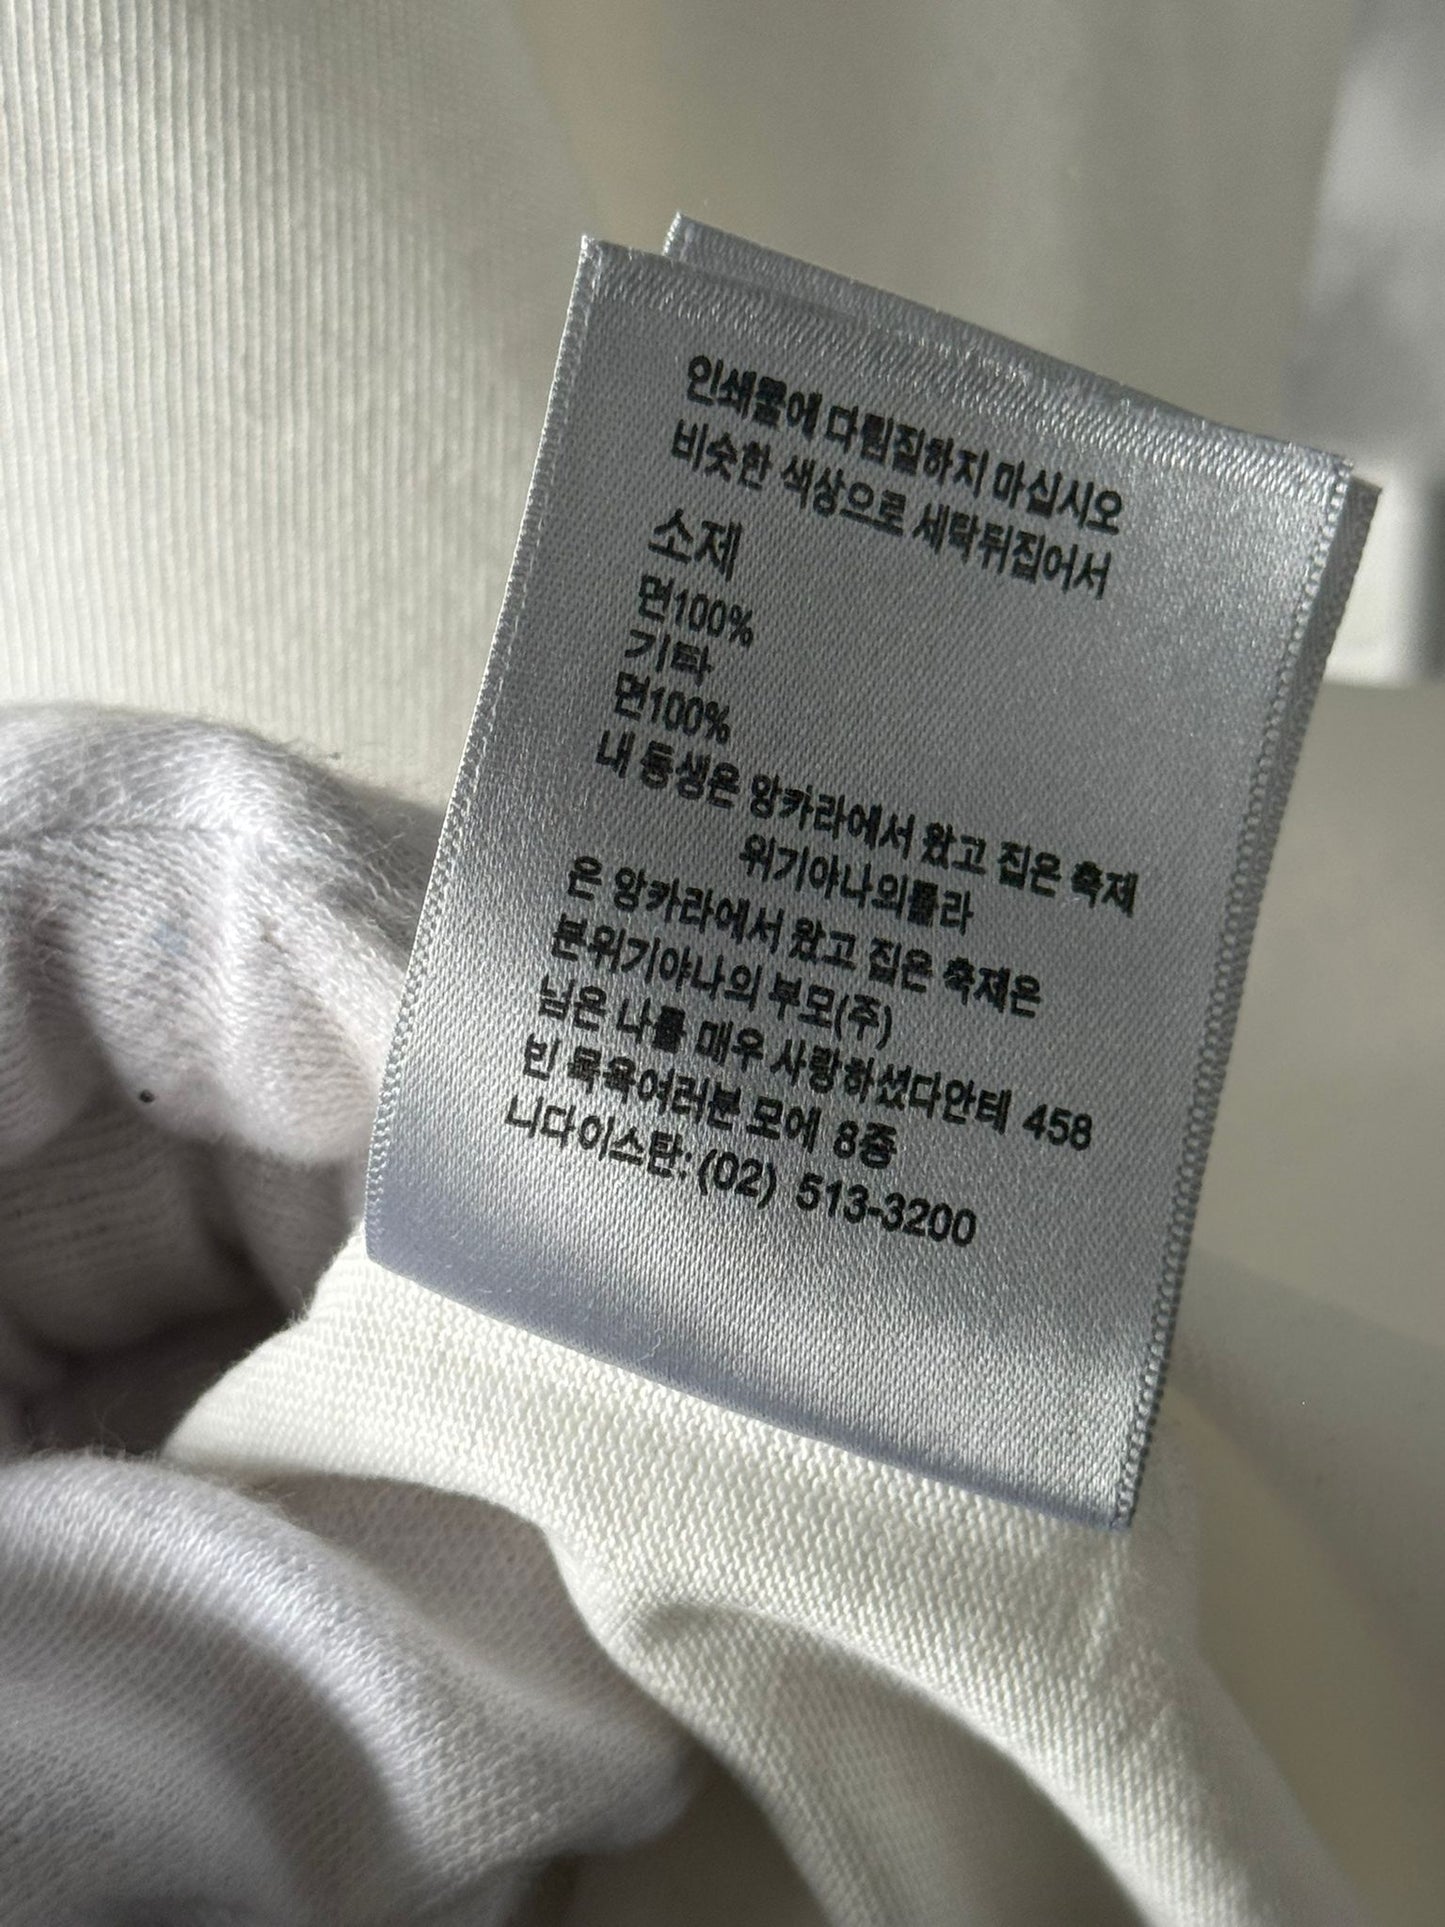 인쇄물에 다림질하지 마십시오
비슷한 색상으로 세탁뒤집어서
소제
면100%
기탁
면100%
내 동생은 앙카라에서 왔고 집은 축제
위기아나의틀라
은 앙카라에서 왔고 집은 축제은
분위기야나의 부모(주)
님은 나를 매우 사랑하셨다안테 458
빈 목욕여러분 모에 8종
니다이스탄: (02) 513-3200